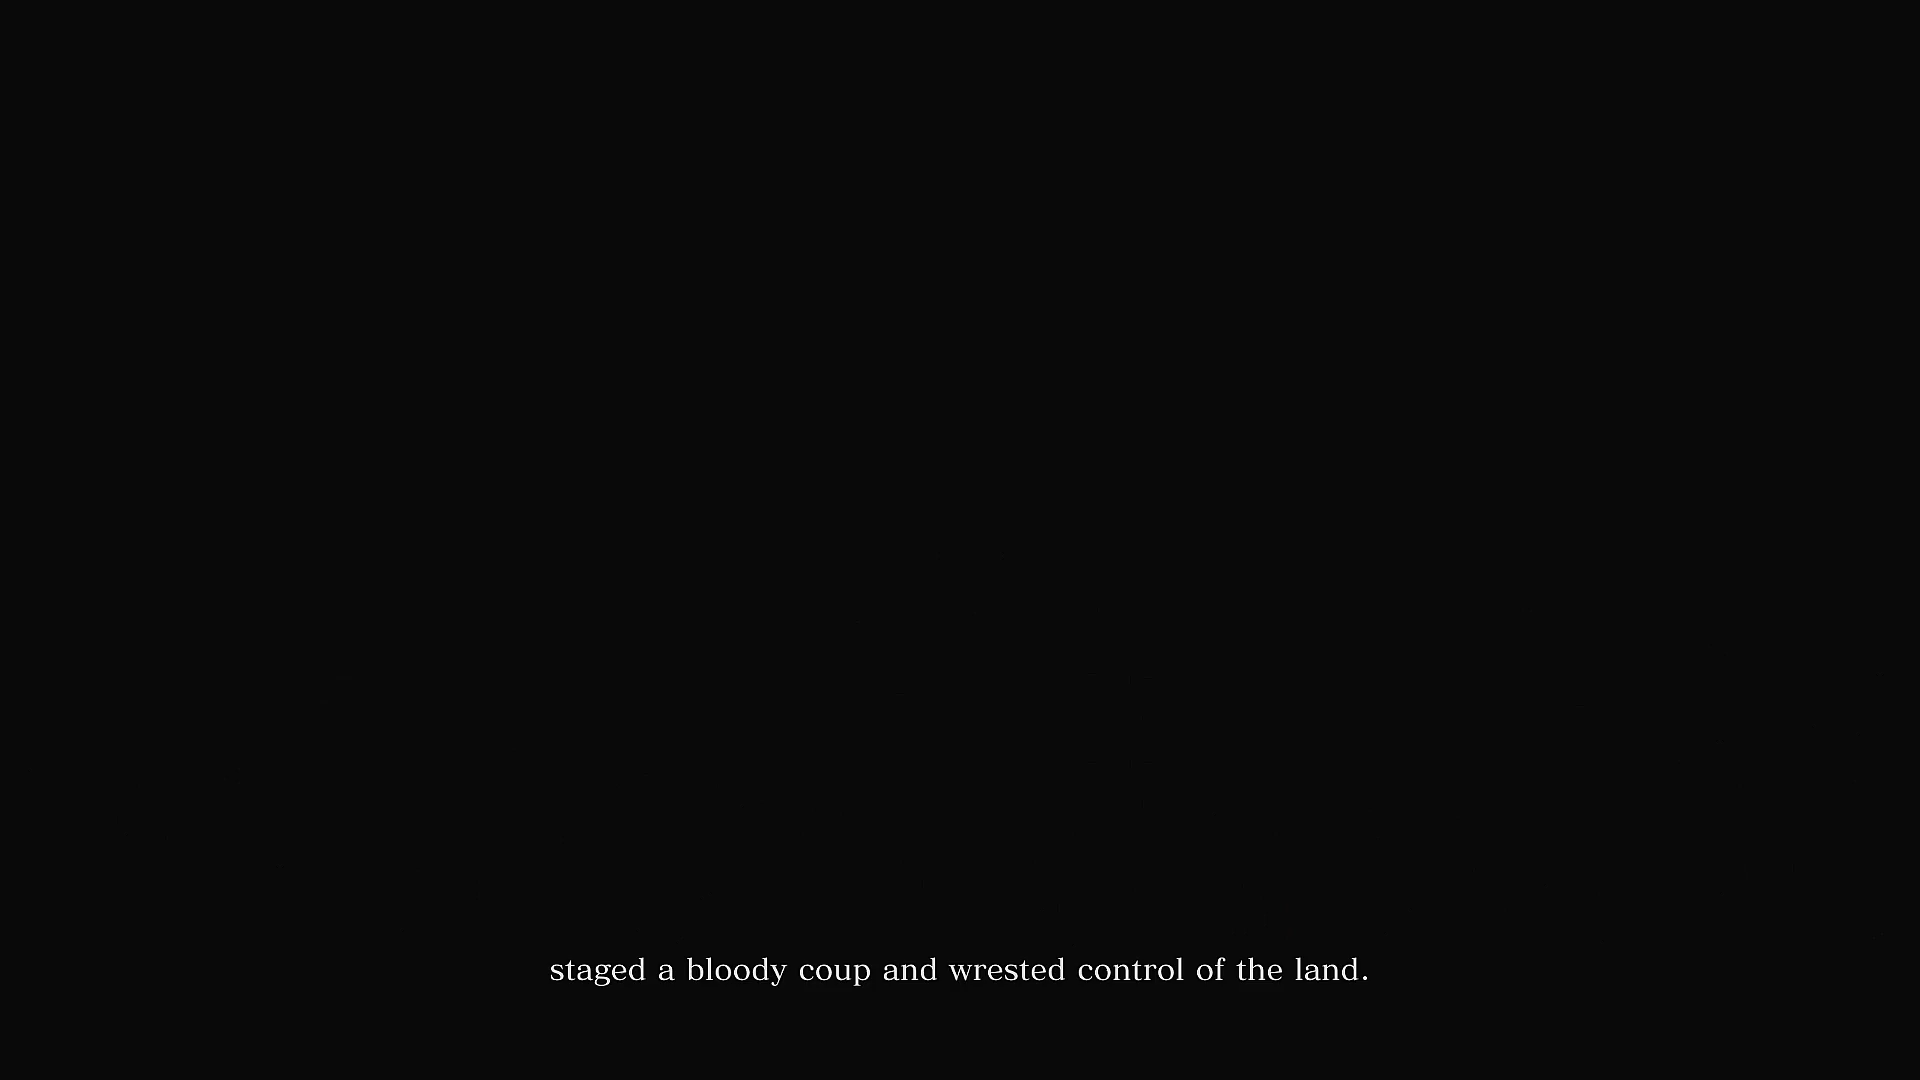 staged a bloody coup and wrested control of the land.